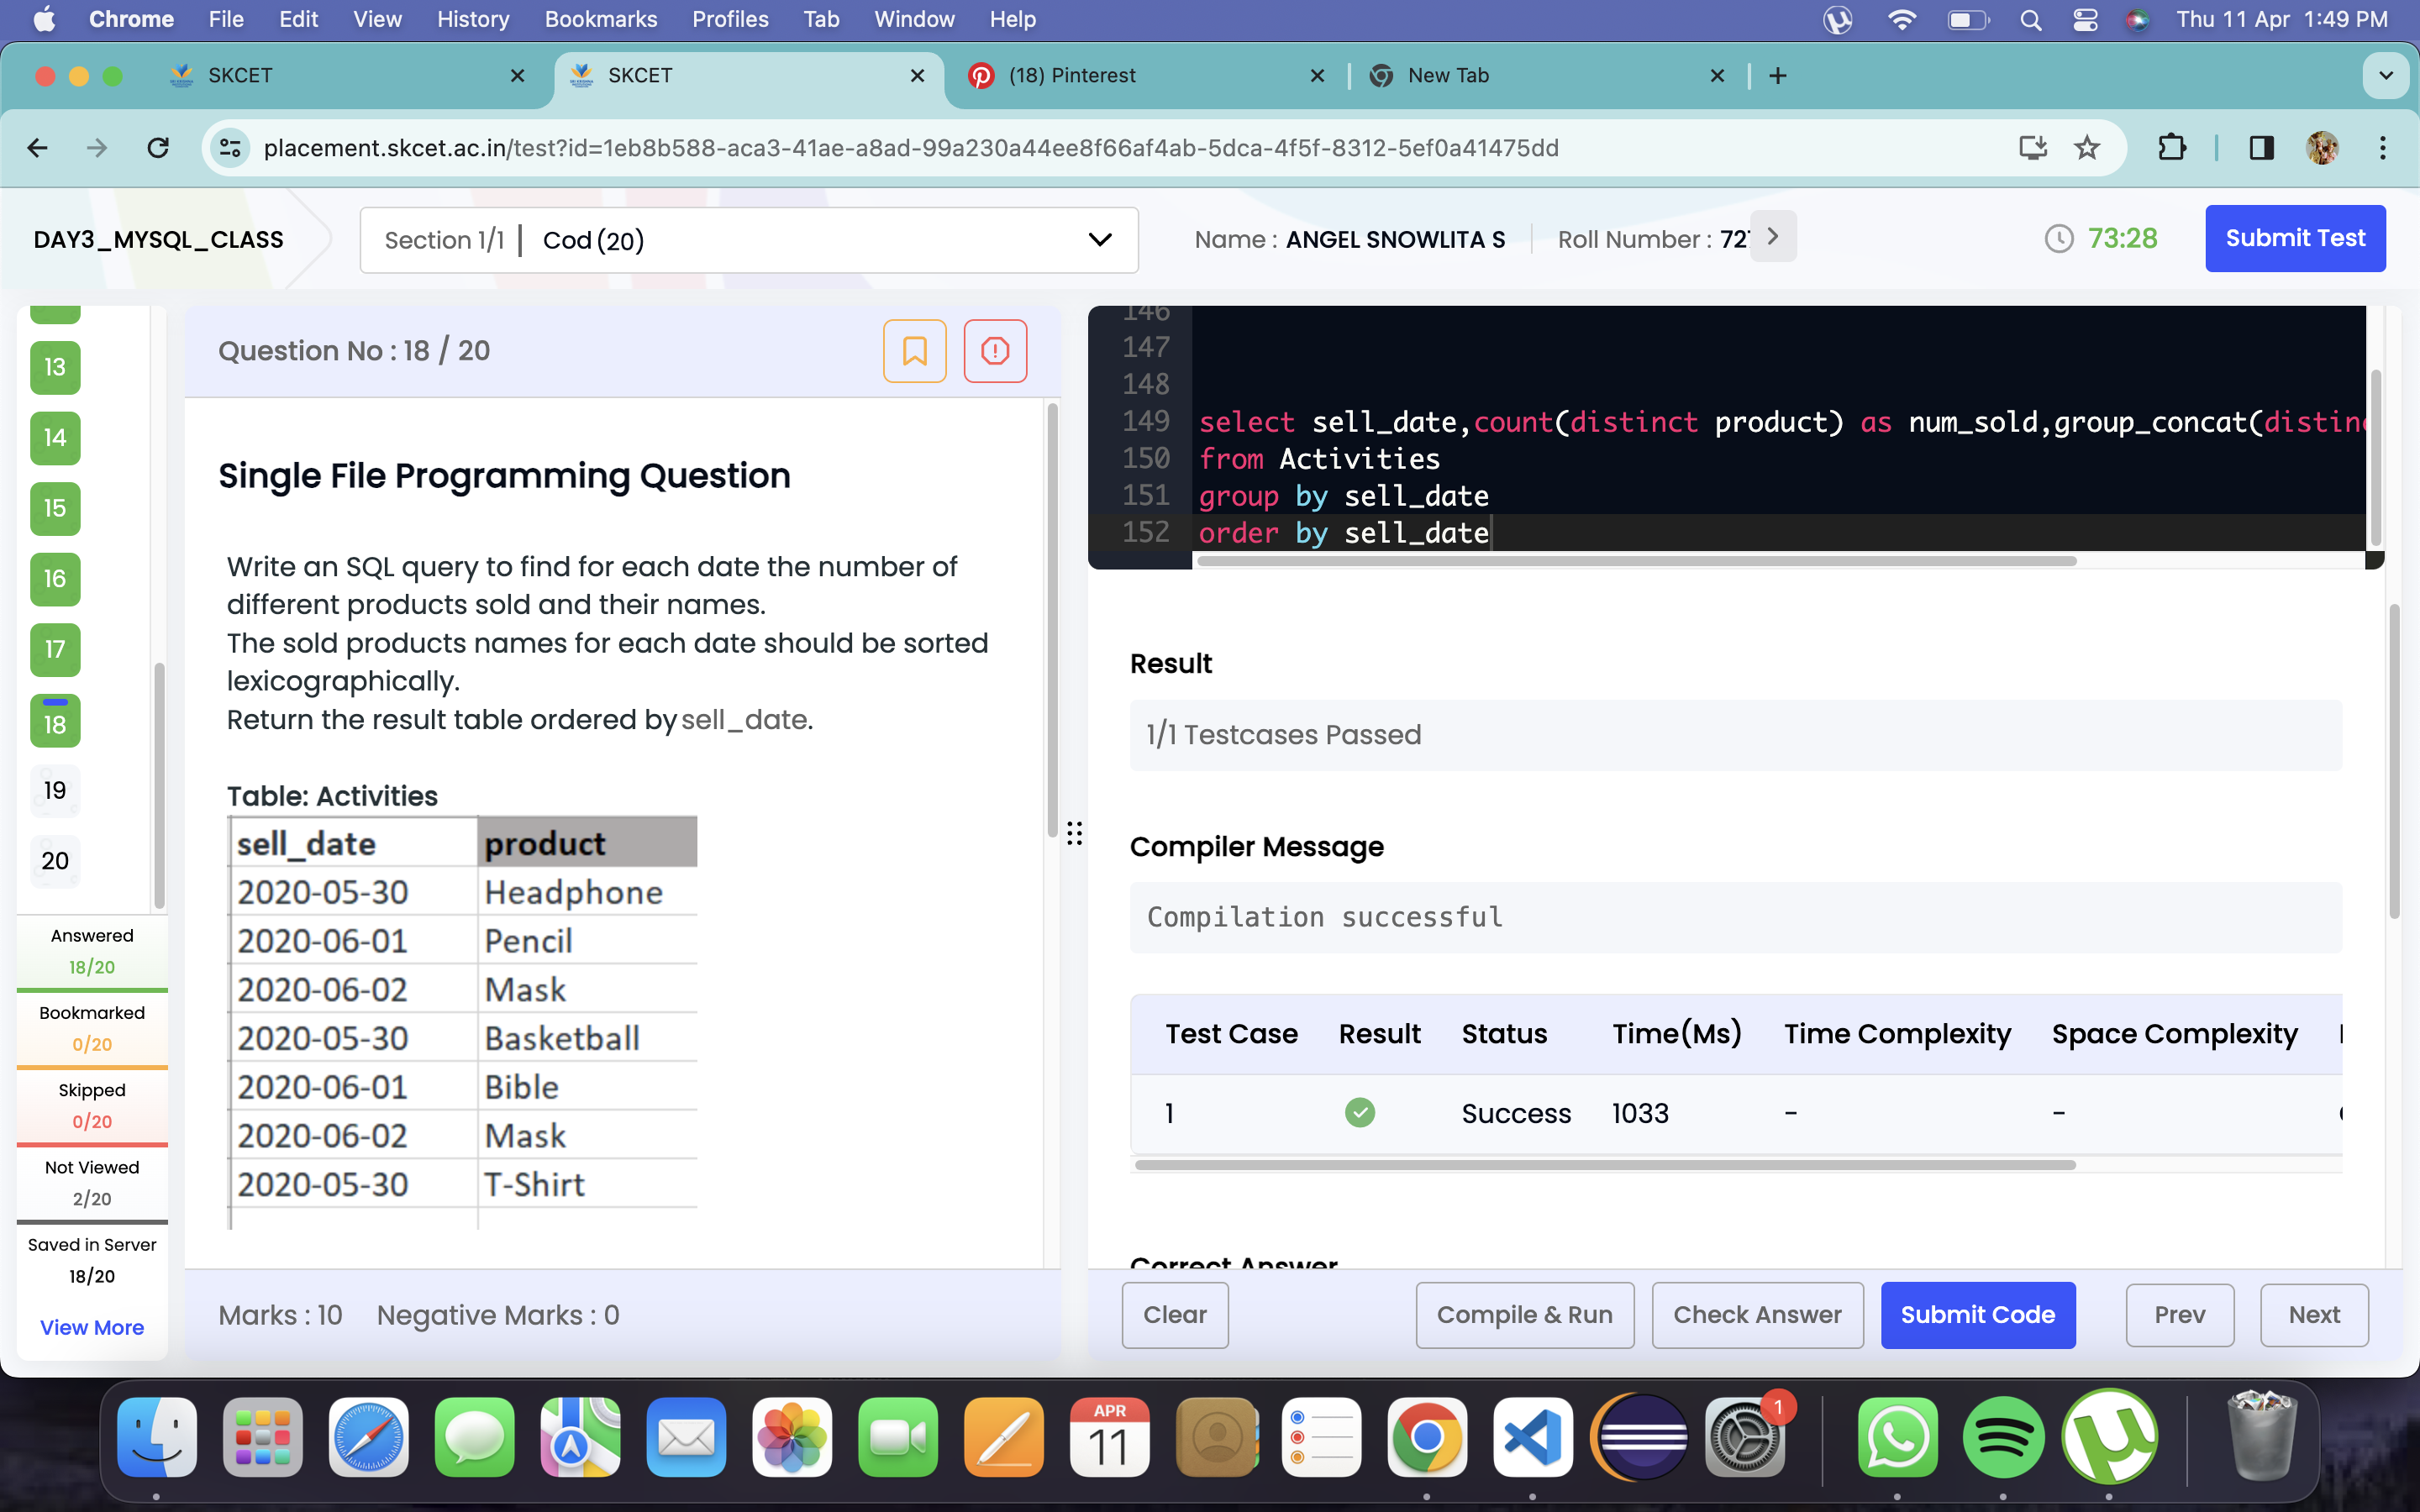 Chrome File Edit View History Bookmarks Profiles Tab Window Help Thu 11 Apr 1:49 PM
SKCET SKCET (18) Pinterest New Tab
placement.skcet.ac.in/test?id=1eb8b588-aca3-41ae-a8ad-99a230a44ee8f66af4ab-5dca-4f5f-8312-5ef0a41475dd
DAY3_MYSQL_CLASS Section 1/1 | Cod (20) Name : ANGEL SNOWLITA S Roll Number : 727 73:28 Submit Test
13
14
15
16
17
18
19
20
Answered
18/20
Bookmarked
0/20
Skipped
0/20
Not Viewed
2/20
Saved in Server
18/20
View More
Question No : 18 / 20
Single File Programming Question
Write an SQL query to find for each date the number of
different products sold and their names.
The sold products names for each date should be sorted
lexicographically.
Return the result table ordered by sell_date.
Table: Activities
sell_date product
2020-05-30 Headphone
2020-06-01 Pencil
2020-06-02 Mask
2020-05-30 Basketball
2020-06-01 Bible
2020-06-02 Mask
2020-05-30 T-Shirt
Marks : 10 Negative Marks : 0
146
147
148
149 select sell_date,count(distinct product) as num_sold,group_concat(distinc
150 from Activities
151 group by sell_date
152 order by sell_date
Result
1/1 Testcases Passed
Compiler Message
Compilation successful
Test Case Result Status Time(Ms) Time Complexity Space Complexity
1 Success 1033 - -
Correct Answer
Clear Compile & Run Check Answer Submit Code Prev Next
APR
11
1